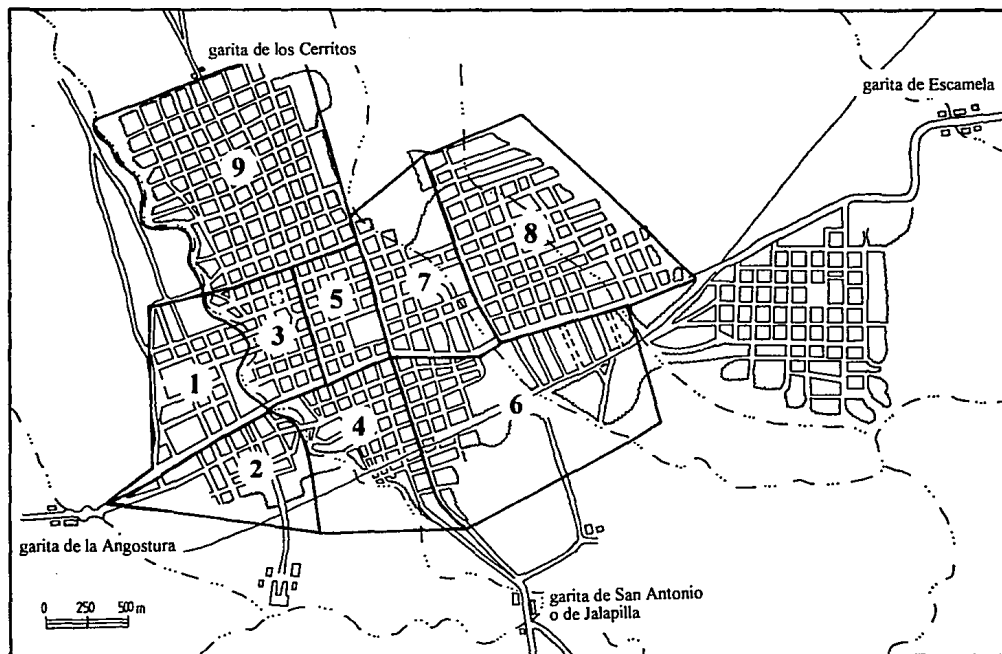 garita de los Cerritos
garita de Escamela
9
8
7
5
3
1
6
4
2
garita de la Angostura
garita de San Antonio
o de Jalapilla
0 250 500 m